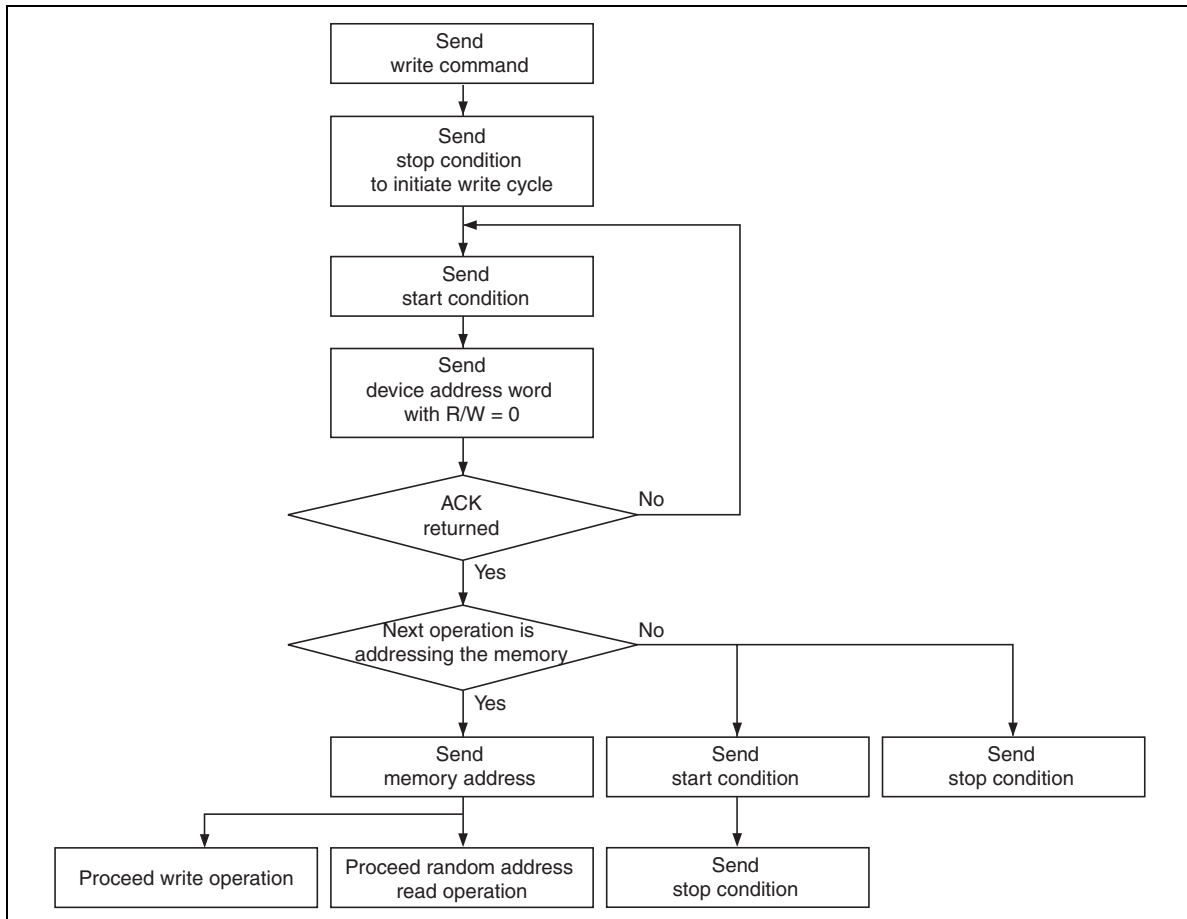 Send
write command
Send
stop condition
to initiate write cycle
Send
start condition
Send
device address word
with R/W = 0
ACK
returned
No
Yes
Next operation is
addressing the memory
No
Yes
Send
memory address
Send
start condition
Send
stop condition
Proceed write operation
Proceed random address
read operation
Send
stop condition